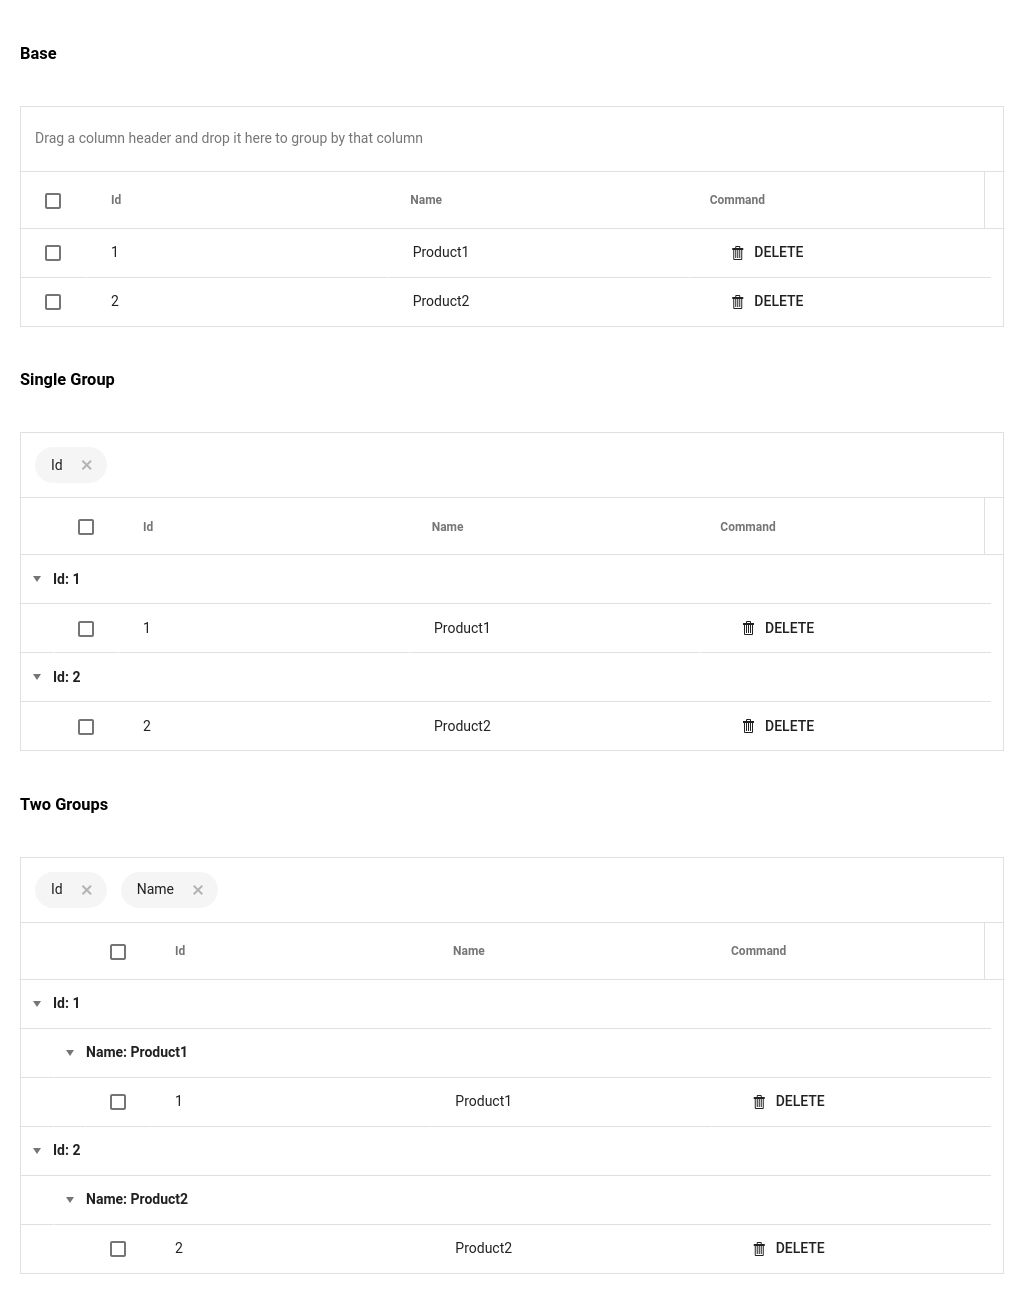 Base
Drag a column header and drop it here to group by that column
Id Name Command
1 Product1 DELETE
2 Product2 DELETE
Single Group
Id
Id Name Command
Id: 1
1 Product1 DELETE
Id: 2
2 Product2 DELETE
Two Groups
Id Name
Id Name Command
Id: 1
Name: Product1
1 Product1 DELETE
Id: 2
Name: Product2
2 Product2 DELETE